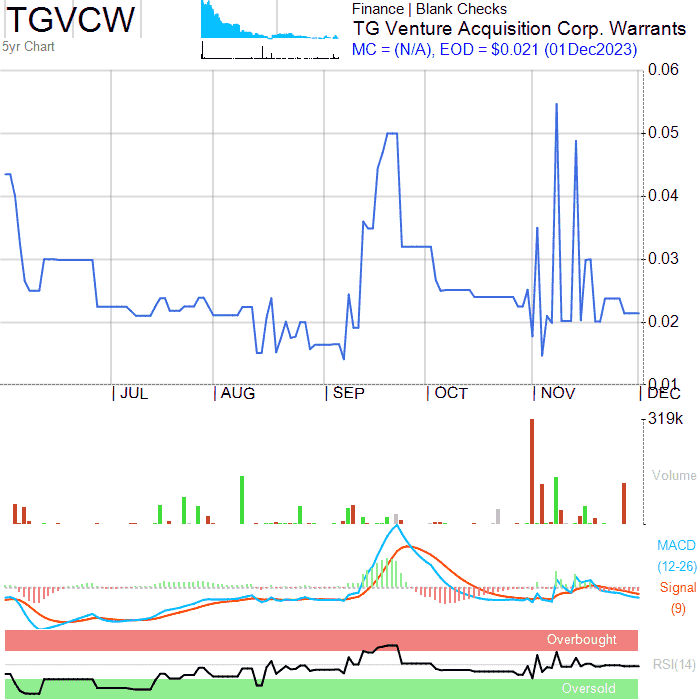 TGVCW
5yr Chart
Finance | Blank Checks
TG Venture Acquisition Corp. Warrants
MC = (N/A), EOD = $0.021 (01Dec2023)
0.06
0.05
0.04
0.03
0.02
0.01
JUL AUG SEP OCT NOV DEC
319k
Volume
MACD
(12-26)
Signal
(9)
Overbought
RSI(14)
Oversold